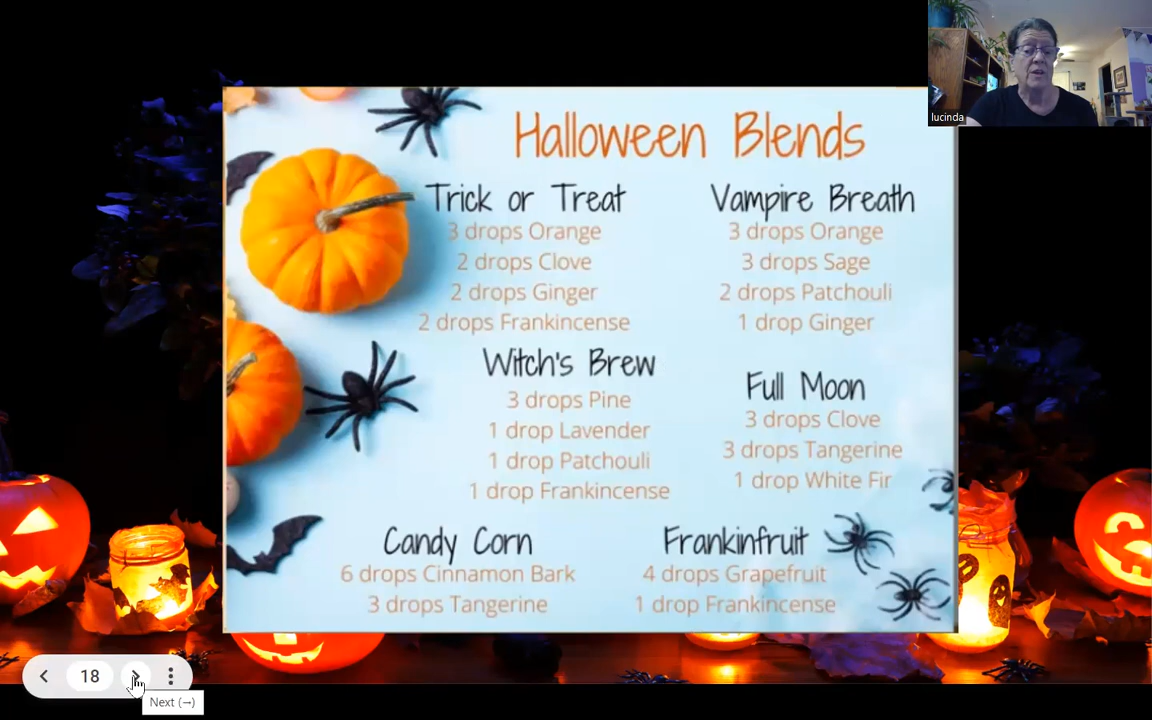 lucinda
Halloween Blends
Trick or Treat
3 drops Orange
2 drops Clove
2 drops Ginger
2 drops Frankincense
Vampire Breath
3 drops Orange
3 drops Sage
2 drops Patchouli
1 drop Ginger
Witch's Brew
3 drops Pine
1 drop Lavender
1 drop Patchouli
1 drop Frankincense
Full Moon
3 drops Clove
3 drops Tangerine
1 drop White Fir
Candy Corn
6 drops Cinnamon Bark
3 drops Tangerine
Frankinfruit
4 drops Grapefruit
1 drop Frankincense
18
Next (→)